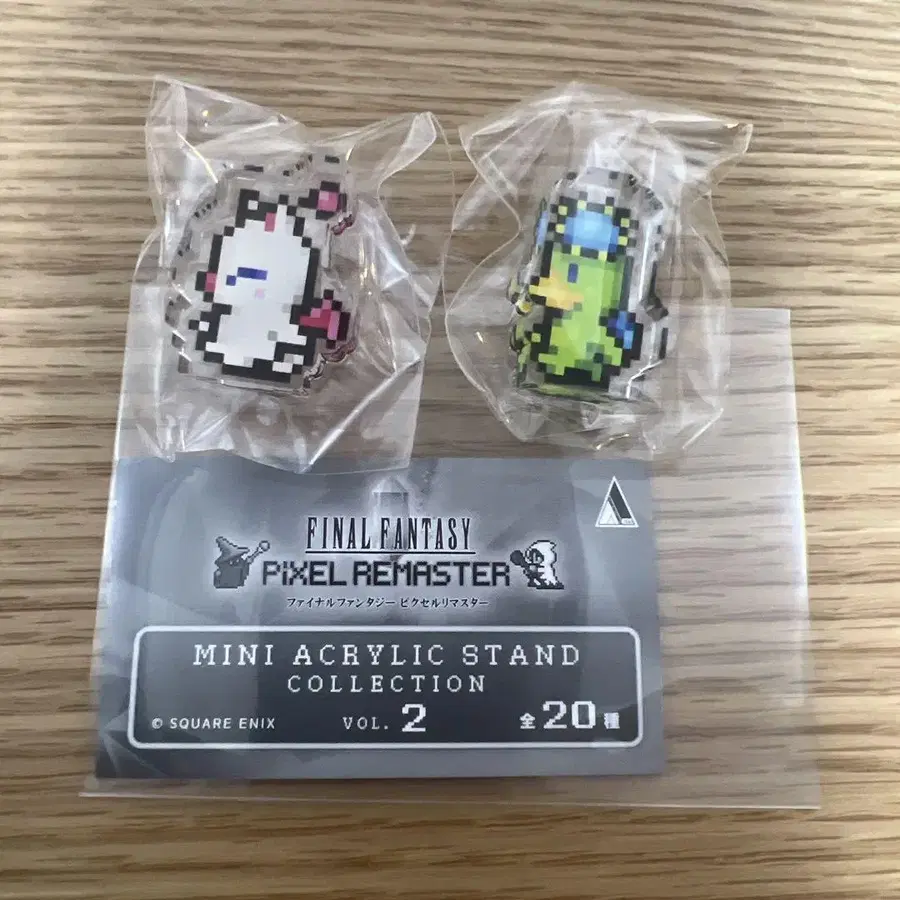 FINAL FANTASY
PIXEL REMASTER
ファイナルファンタジー ピクセルリマスター
MINI ACRYLIC STAND
COLLECTION
© SQUARE ENIX VOL. 2 全20種